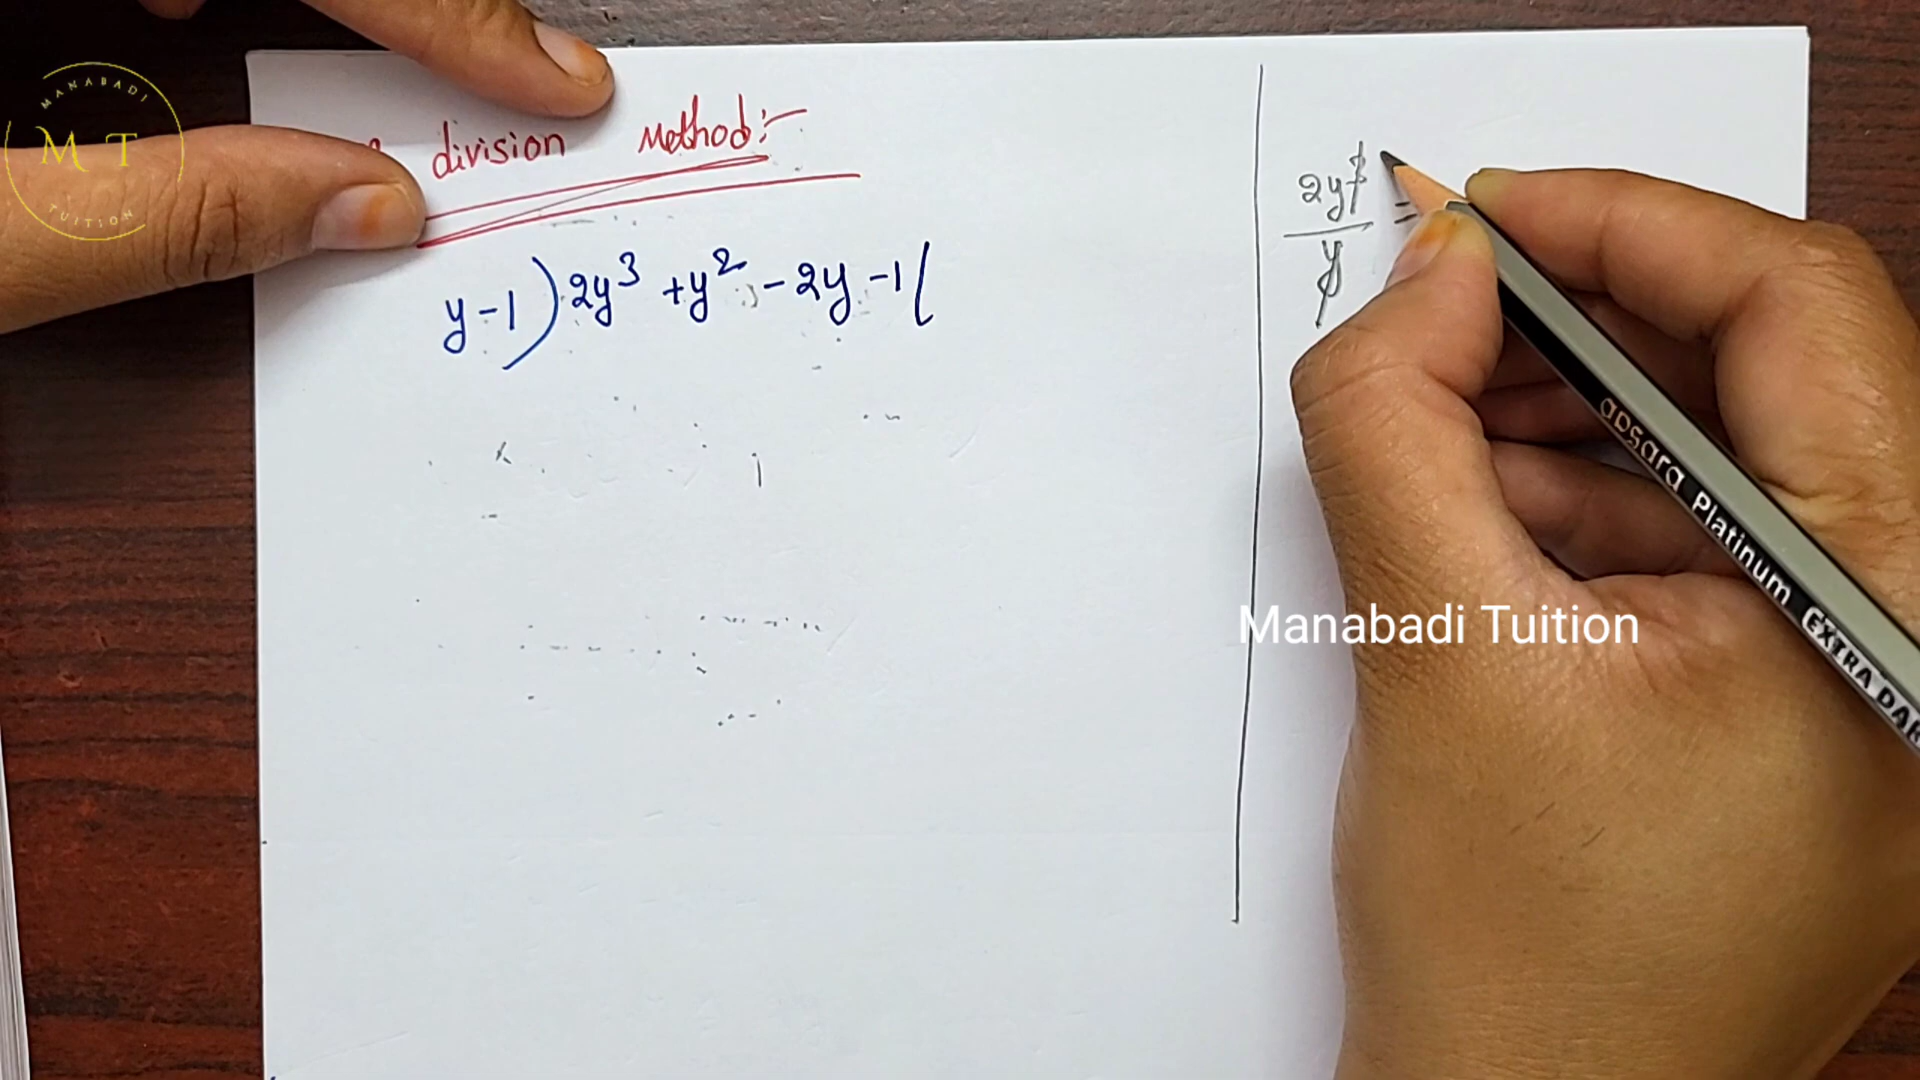 MANABADI
M T
TUITION
division Method:-
y-1)2y³ +y² - 2y -1(
2y³
=
y
Manabadi Tuition
apsara Platinum EXTRA DAR